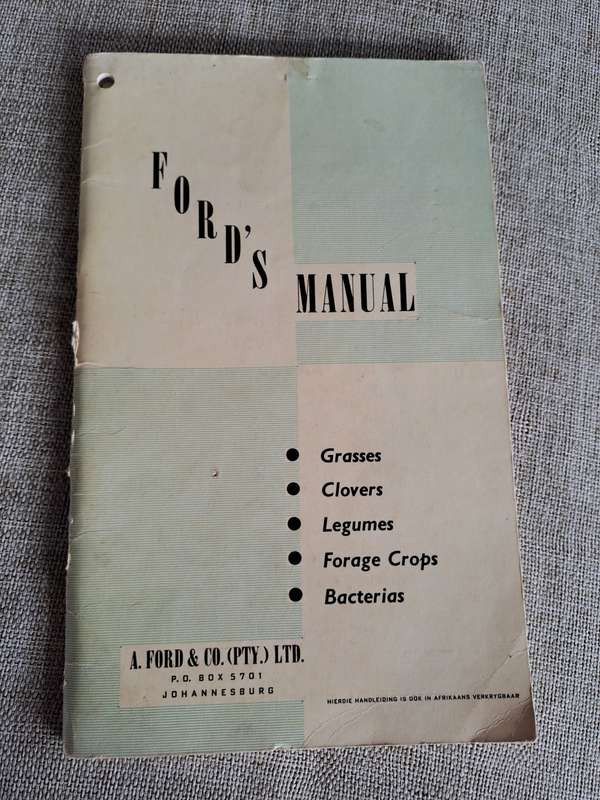 FORD'S
MANUAL
● Grasses
● Clovers
● Legumes
● Forage Crops
● Bacterias
A. FORD & CO. (PTY.) LTD.
P.O. BOX 5701
JOHANNESBURG
HIERDIE HANDLEIDING IS OOK IN AFRIKAANS VERKRYGBAAR